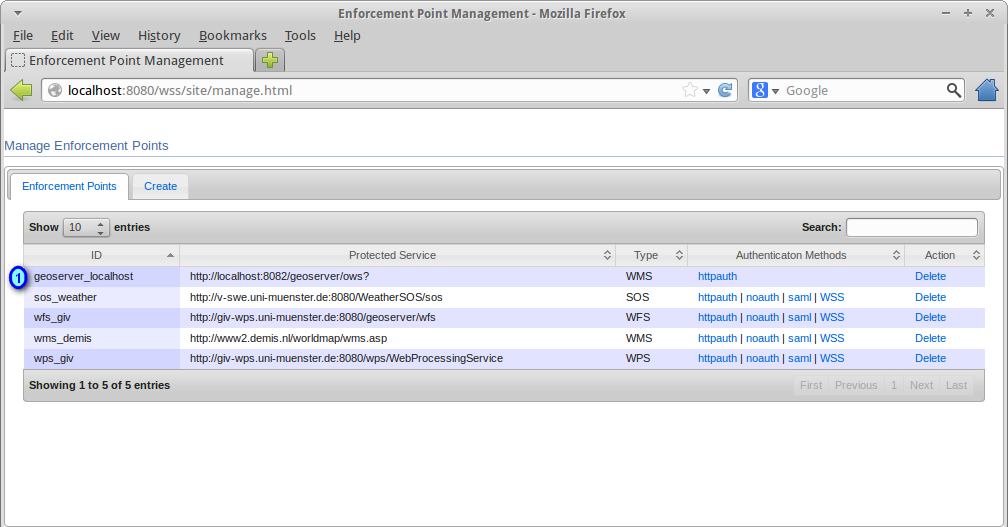 Enforcement Point Management - Mozilla Firefox
File Edit View History Bookmarks Tools Help
Enforcement Point Management
localhost:8080/wss/site/manage.html Google
Manage Enforcement Points
Enforcement Points Create
Show 10 entries Search:
ID Protected Service Type Authenticaton Methods Action
1 geoserver_localhost http://localhost:8082/geoserver/ows? WMS httpauth Delete
sos_weather http://v-swe.uni-muenster.de:8080/WeatherSOS/sos SOS httpauth | noauth | saml | WSS Delete
wfs_giv http://giv-wps.uni-muenster.de:8080/geoserver/wfs WFS httpauth | noauth | saml | WSS Delete
wms_demis http://www2.demis.nl/worldmap/wms.asp WMS httpauth | noauth | saml | WSS Delete
wps_giv http://giv-wps.uni-muenster.de:8080/wps/WebProcessingService WPS httpauth | noauth | saml | WSS Delete
Showing 1 to 5 of 5 entries First Previous 1 Next Last